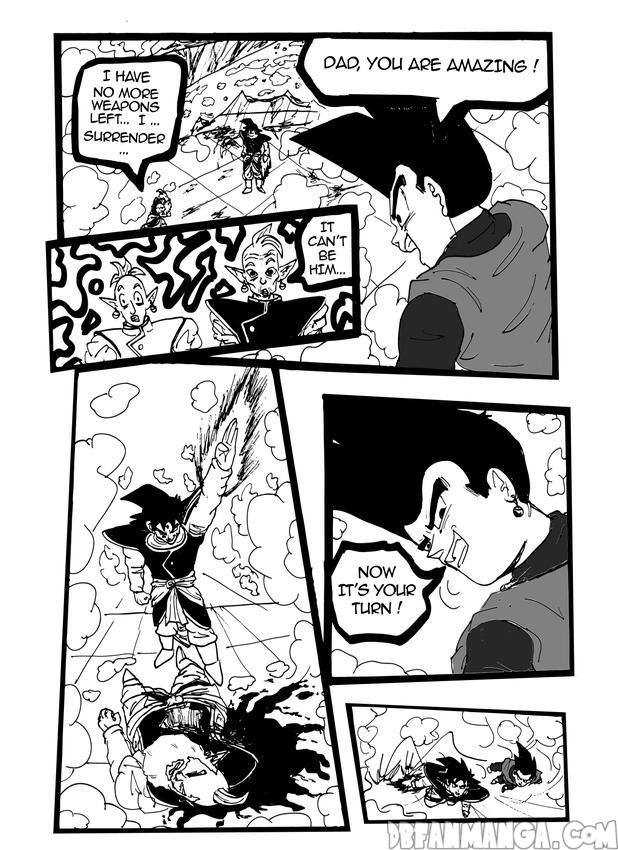 I HAVE
NO MORE
WEAPONS
LEFT... I ...
SURRENDER
...
DAD, YOU ARE AMAZING !
IT
CAN'T
BE
HIM...
NOW
IT'S YOUR
TURN !
DBFANMANGA.COM